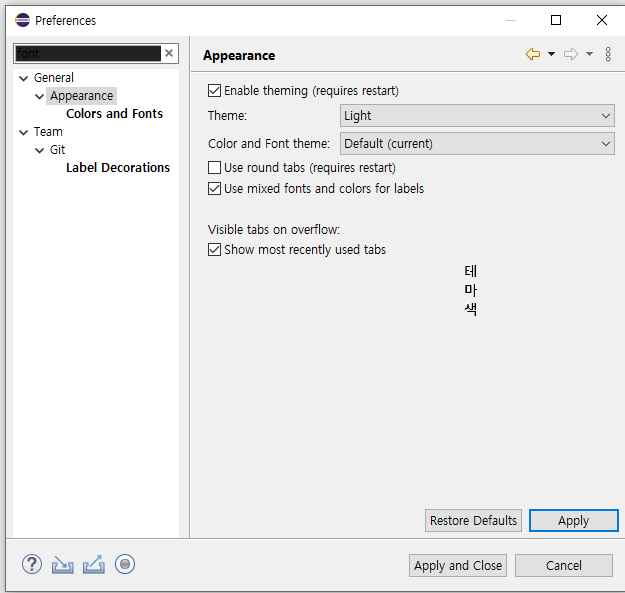 Preferences
font
Appearance
General
Appearance
Colors and Fonts
Team
Git
Label Decorations
Enable theming (requires restart)
Theme: Light
Color and Font theme: Default (current)
Use round tabs (requires restart)
Use mixed fonts and colors for labels
Visible tabs on overflow:
Show most recently used tabs
테
마
색
Restore Defaults Apply
Apply and Close Cancel